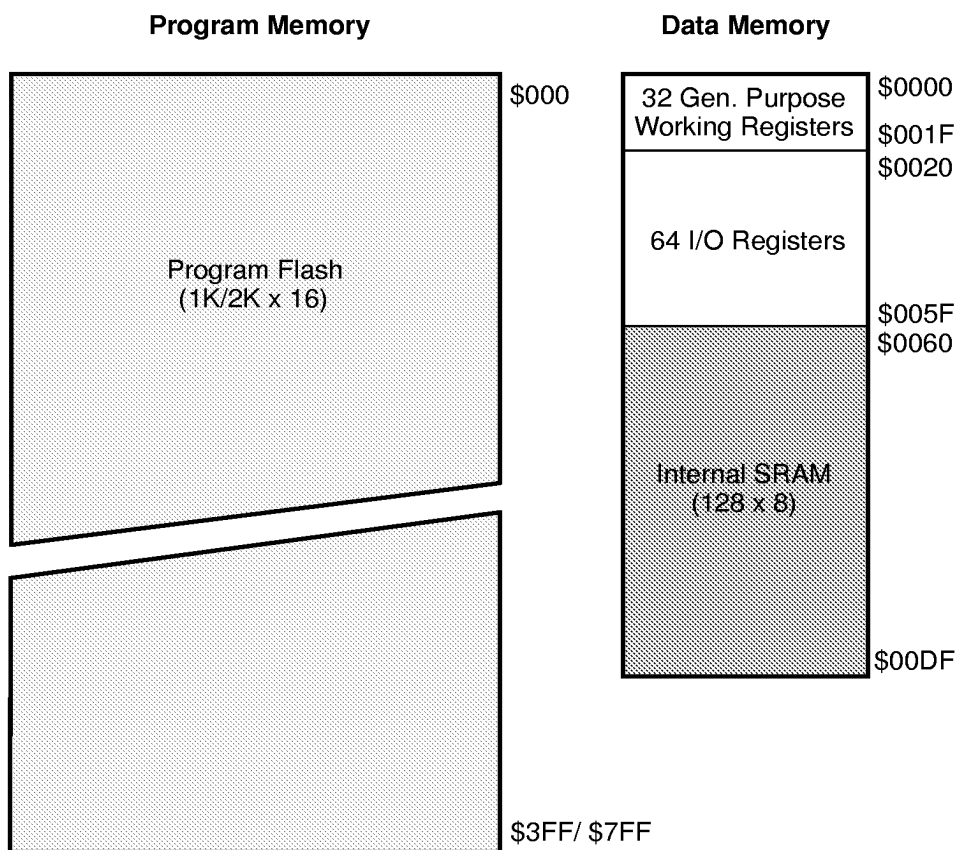 Program Memory
$000
Program Flash
(1K/2K x 16)
$3FF/ $7FF
Data Memory
32 Gen. Purpose
Working Registers
$0000
$001F
$0020
64 I/O Registers
$005F
$0060
Internal SRAM
(128 x 8)
$00DF